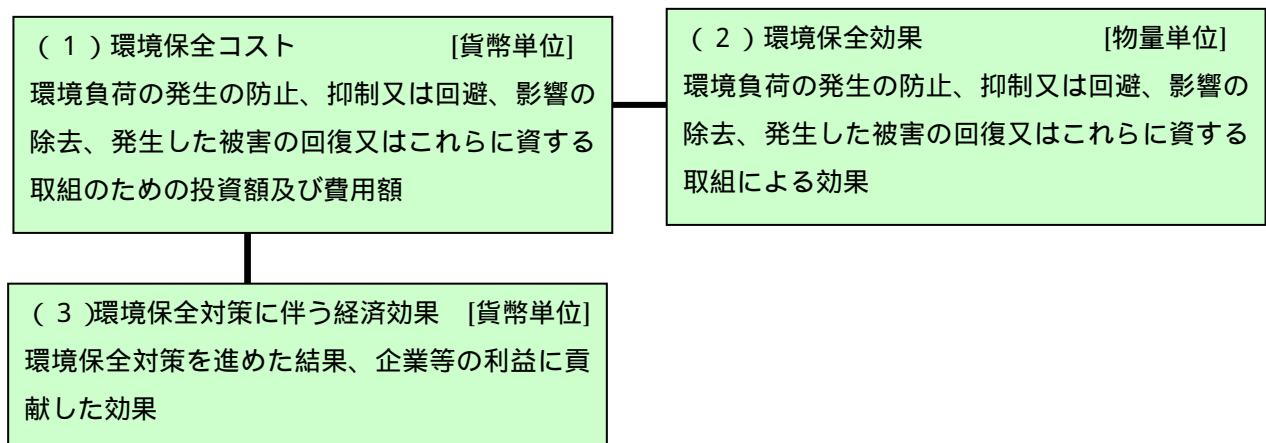 （１）環境保全コスト [貨幣単位]
環境負荷の発生の防止、抑制又は回避、影響の
除去、発生した被害の回復又はこれらに資する
取組のための投資額及び費用額
（２）環境保全効果 [物量単位]
環境負荷の発生の防止、抑制又は回避、影響の
除去、発生した被害の回復又はこれらに資する
取組による効果
（３）環境保全対策に伴う経済効果 [貨幣単位]
環境保全対策を進めた結果、企業等の利益に貢
献した効果